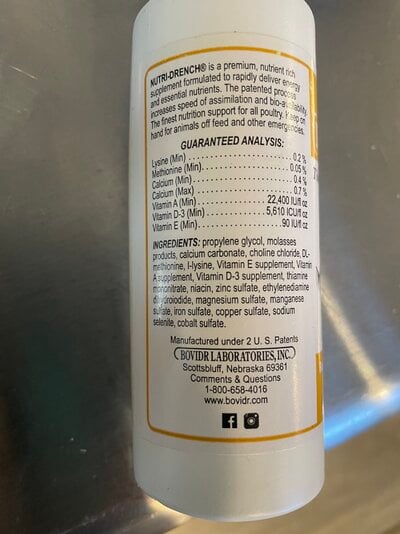 NUTRI-DRENCH® is a premium, nutrient rich
supplement formulated to rapidly deliver energy
and essential nutrients. The patented process
increases speed of assimilation and bio-availability
The finest nutrition support for all poultry. Keep on
hand for animals off feed and other emergencies.
GUARANTEED ANALYSIS:
Lysine (Min) . . . . . . . . . . . . . . . . . . . . . . 0.2 %
Methionine (Min) . . . . . . . . . . . . . . . . . . 0.05%
Calcium (Min) . . . . . . . . . . . . . . . . . . . . . 0.4 %
Calcium (Max) . . . . . . . . . . . . . . . . . . . . 0.7 %
Vitamin A (Min) . . . . . . . . . . . . . . 22,400 IU/fl oz
Vitamin D-3 (Min) . . . . . . . . . . . . 5,610 ICU/fl oz
Vitamin E (Min) . . . . . . . . . . . . . . . . . . 90 IU/fl oz
INGREDIENTS: propylene glycol, molasses
products, calcium carbonate, choline chloride, DL-
methionine, l-lysine, Vitamin E supplement, Vitamin
A supplement, Vitamin D-3 supplement, thiamine
mononitrate, niacin, zinc sulfate, ethylenediamine
dihydroiodide, magnesium sulfate, manganese
sulfate, iron sulfate, copper sulfate, sodium
selenite, cobalt sulfate.
Manufactured under 2 U. S. Patents
BOVIDR LABORATORIES, INC.
Scottsbluff, Nebraska 69361
Comments & Questions
1-800-658-4016
www.bovidr.com